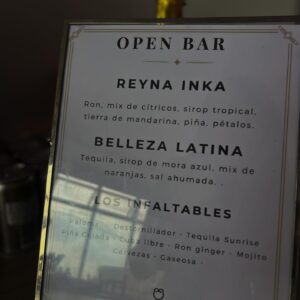 OPEN BAR
REYNA INKA
Ron, mix de cítricos, sirop tropical,
tierra de mandarina, piña, pétalos.
BELLEZA LATINA
Tequila, sirop de mora azul, mix de
naranjas, sal ahumada, .
LOS INFALTABLES
Paloma · Destornillador · Tequila Sunrise
Piña Colada · Cuba libre · Ron ginger · Mojito
Cervezas · Gaseosa ·